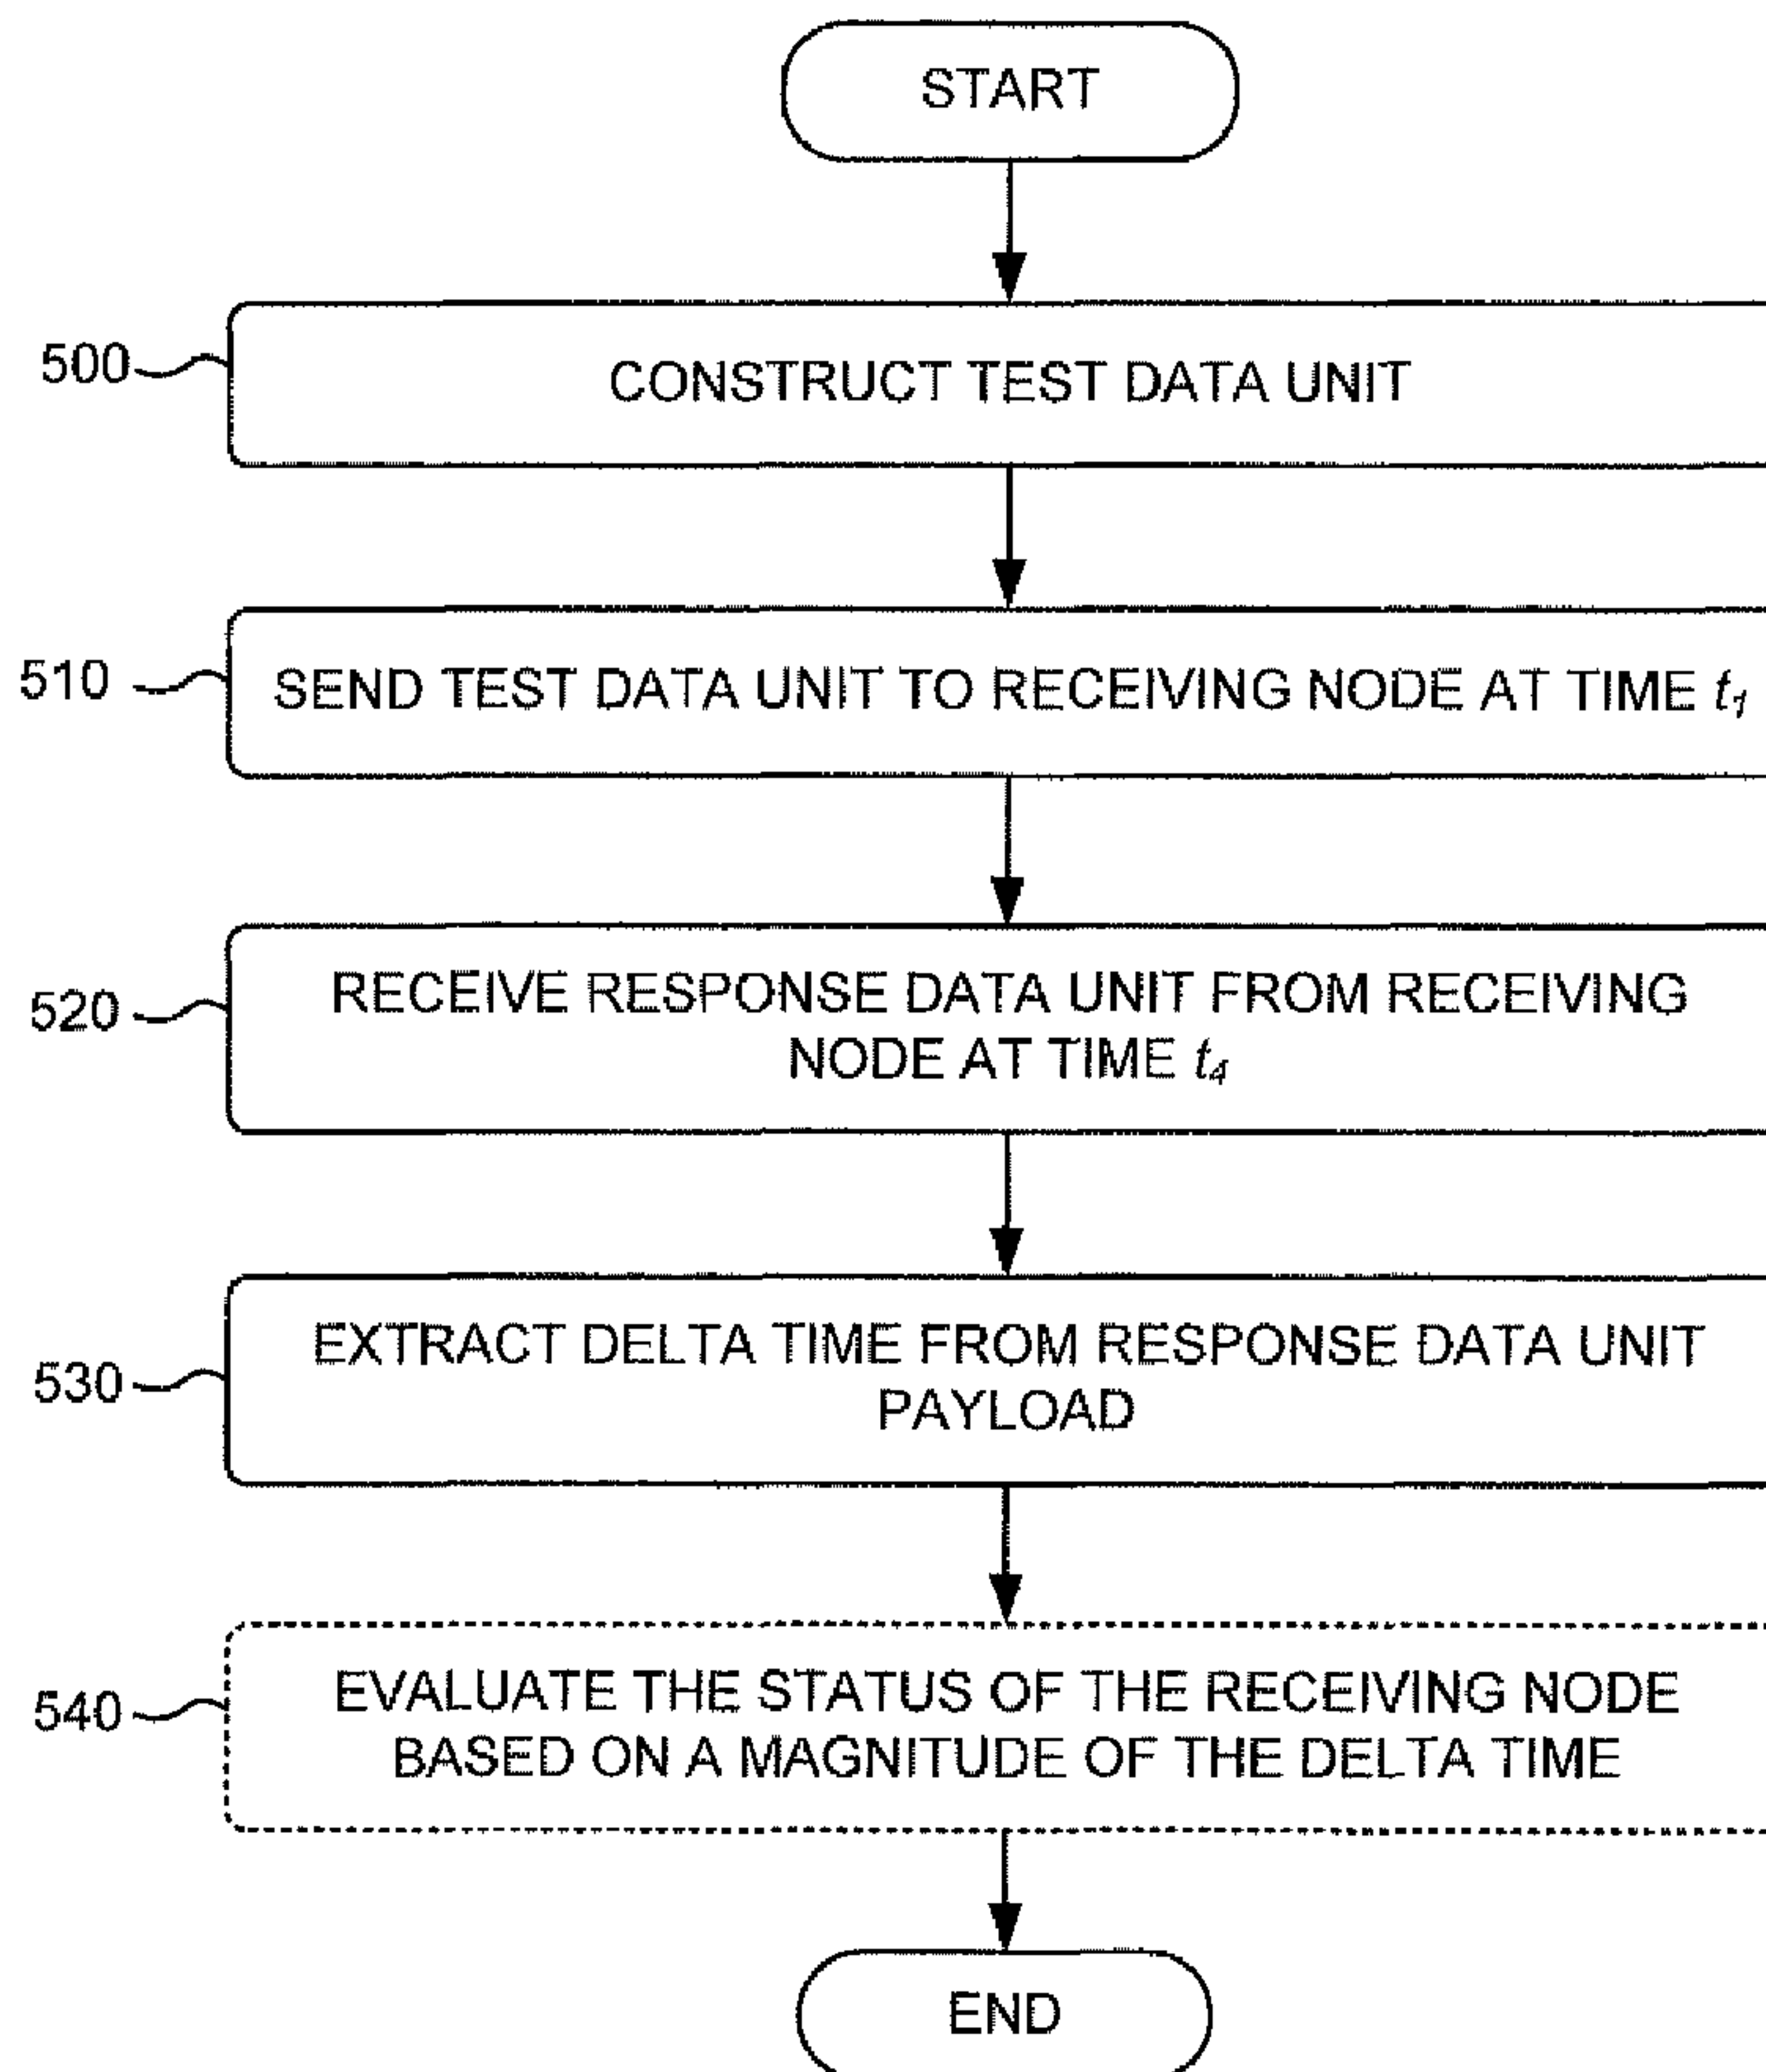 START
500
CONSTRUCT TEST DATA UNIT
510
SEND TEST DATA UNIT TO RECEIVING NODE AT TIME t₁
520
RECEIVE RESPONSE DATA UNIT FROM RECEIVING
NODE AT TIME t₄
530
EXTRACT DELTA TIME FROM RESPONSE DATA UNIT
PAYLOAD
540
EVALUATE THE STATUS OF THE RECEIVING NODE
BASED ON A MAGNITUDE OF THE DELTA TIME
END